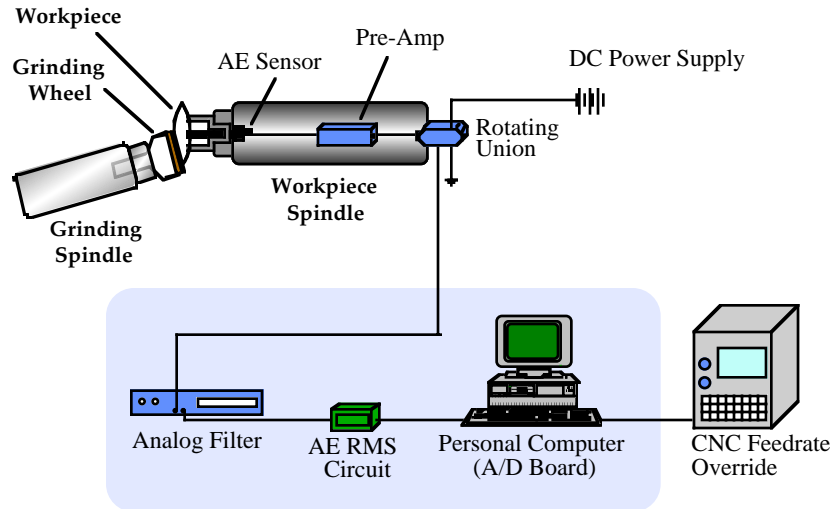 Workpiece
Grinding
Wheel
AE Sensor
Pre-Amp
DC Power Supply
Rotating
Union
Workpiece
Spindle
Grinding
Spindle
Analog Filter
AE RMS
Circuit
Personal Computer
(A/D Board)
CNC Feedrate
Override